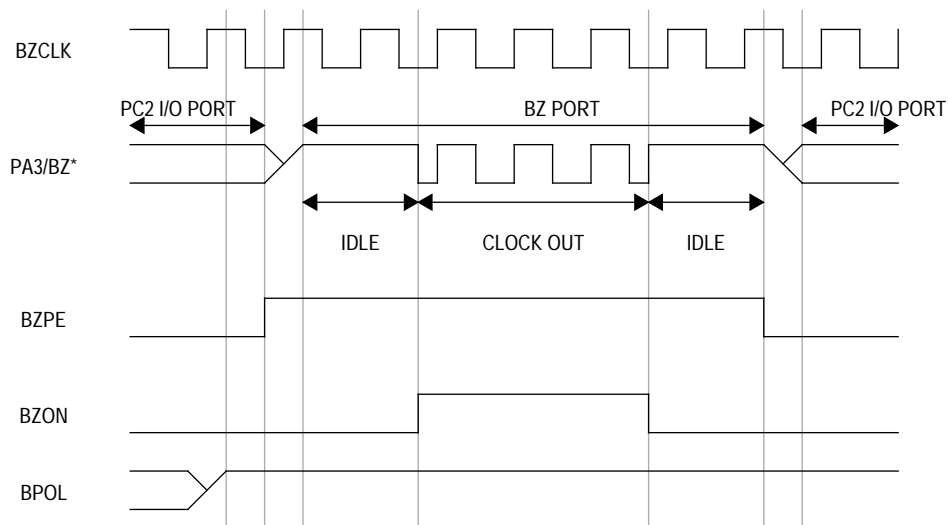 BZCLK
PC2 I/O PORT BZ PORT PC2 I/O PORT
PA3/BZ*
IDLE CLOCK OUT IDLE
BZPE
BZON
BPOL